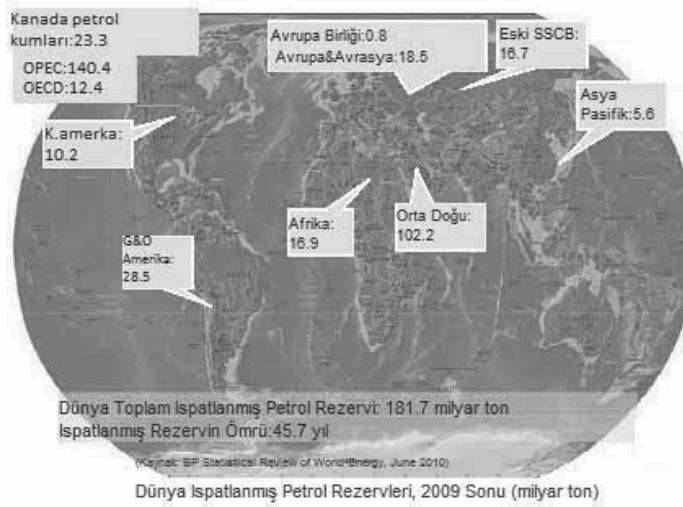 Kanada petrol
kumları:23.3
OPEC:140.4
OECD:12.4
Avrupa Birliği:0.8
Avrupa&Avrasya:18.5
Eski SSCB:
16.7
Asya
Pasifik:5.6
K.amerka:
10.2
Afrika:
16.9
Orta Doğu:
102.2
G&O
Amerika:
28.5
Dünya Toplam Ispatlanmış Petrol Rezervi: 181.7 milyar ton
Ispatlanmış Rezervin Ömrü:45.7 yıl
(Kaynak: BP Statistical Review of World Energy, June 2010)
Dünya Ispatlanmış Petrol Rezervleri, 2009 Sonu (milyar ton)